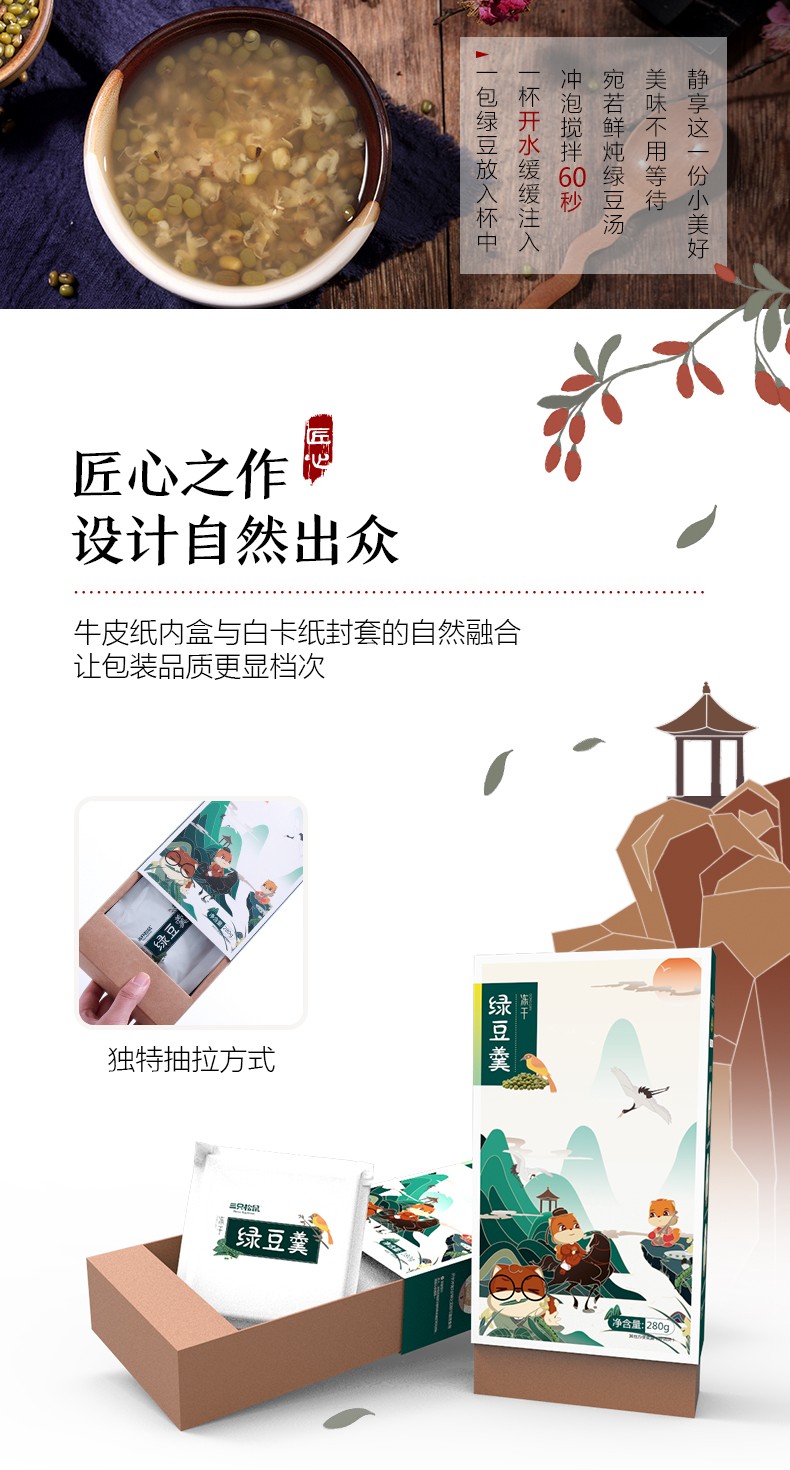 一包绿豆放入杯中
一杯开水缓缓注入
冲泡搅拌60秒
宛若鲜炖绿豆汤
美味不用等待
静享这一份小美好
匠心之作
匠心
设计自然出众
牛皮纸内盒与白卡纸封套的自然融合
让包装品质更显档次
绿豆羹
净含量 280g
独特抽拉方式
冻干
绿豆羹
净含量: 280g
三只松鼠
冻干
绿豆羹